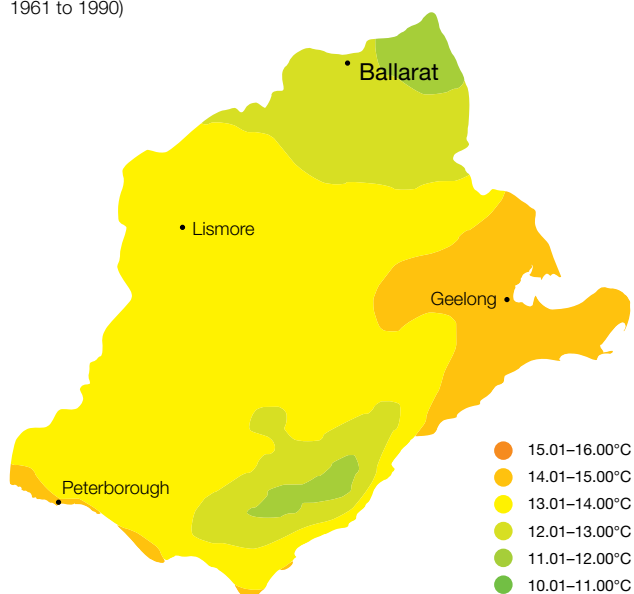 1961 to 1990)
Ballarat
Lismore
Geelong
Peterborough
15.01–16.00°C
14.01–15.00°C
13.01–14.00°C
12.01–13.00°C
11.01–12.00°C
10.01–11.00°C